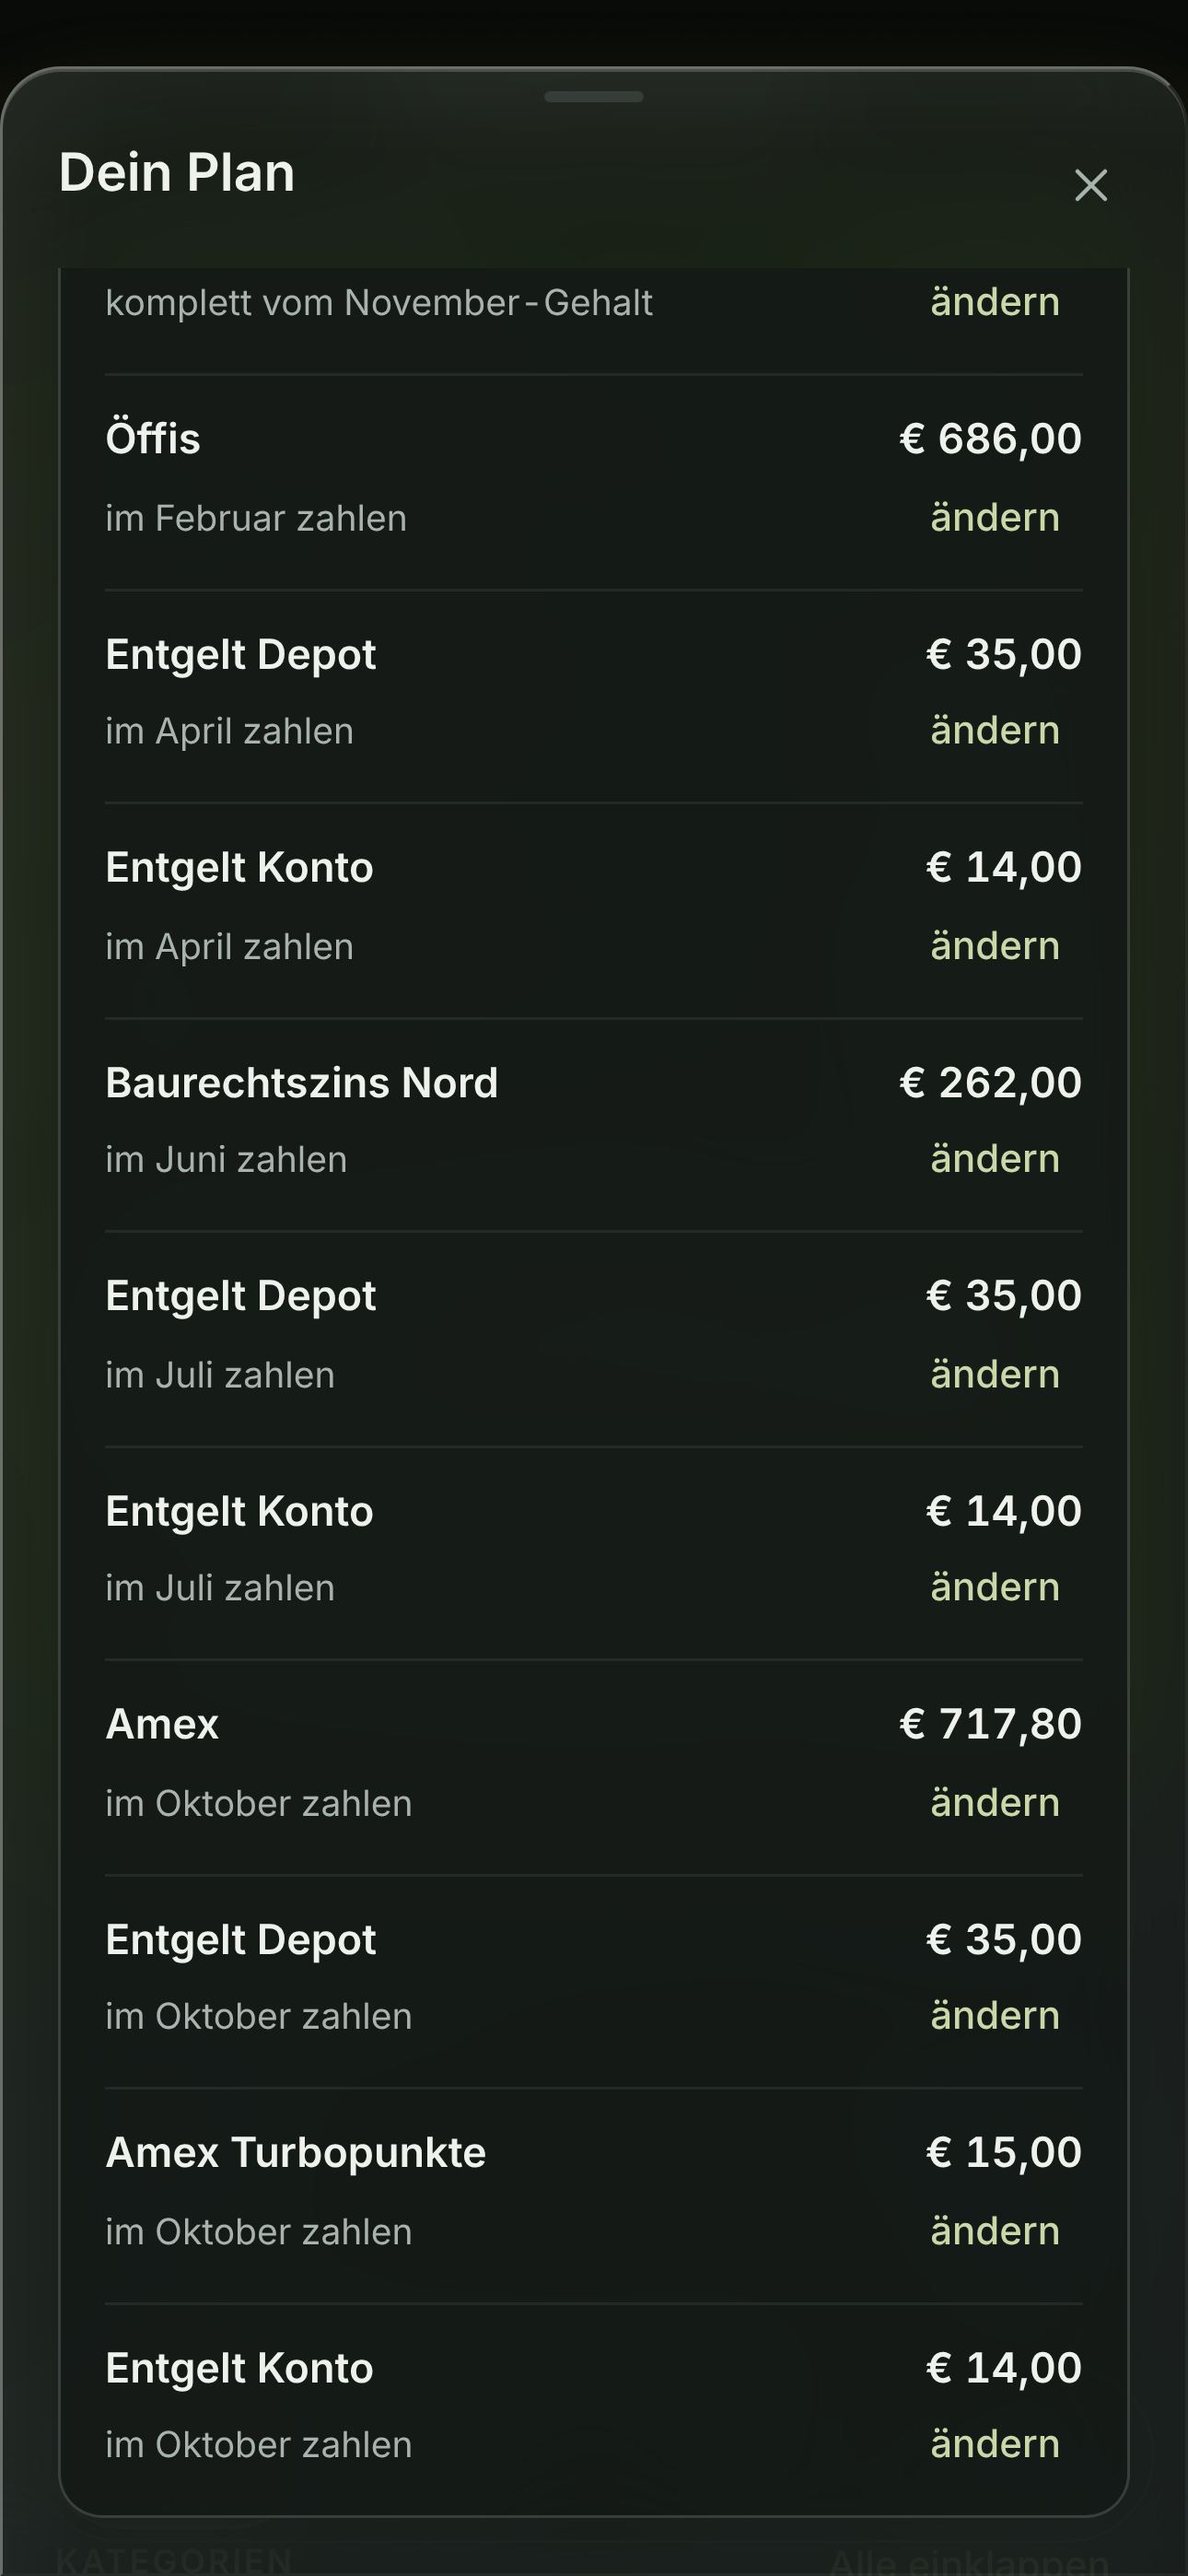 Dein Plan
komplett vom November-Gehalt
ändern
Öffis
€ 686,00
im Februar zahlen
ändern
Entgelt Depot
€ 35,00
im April zahlen
ändern
Entgelt Konto
€ 14,00
im April zahlen
ändern
Baurechtszins Nord
€ 262,00
im Juni zahlen
ändern
Entgelt Depot
€ 35,00
im Juli zahlen
ändern
Entgelt Konto
€ 14,00
im Juli zahlen
ändern
Amex
€ 717,80
im Oktober zahlen
ändern
Entgelt Depot
€ 35,00
im Oktober zahlen
ändern
Amex Turbopunkte
€ 15,00
im Oktober zahlen
ändern
Entgelt Konto
€ 14,00
im Oktober zahlen
ändern
KATEGORIEN
Alle einklappen